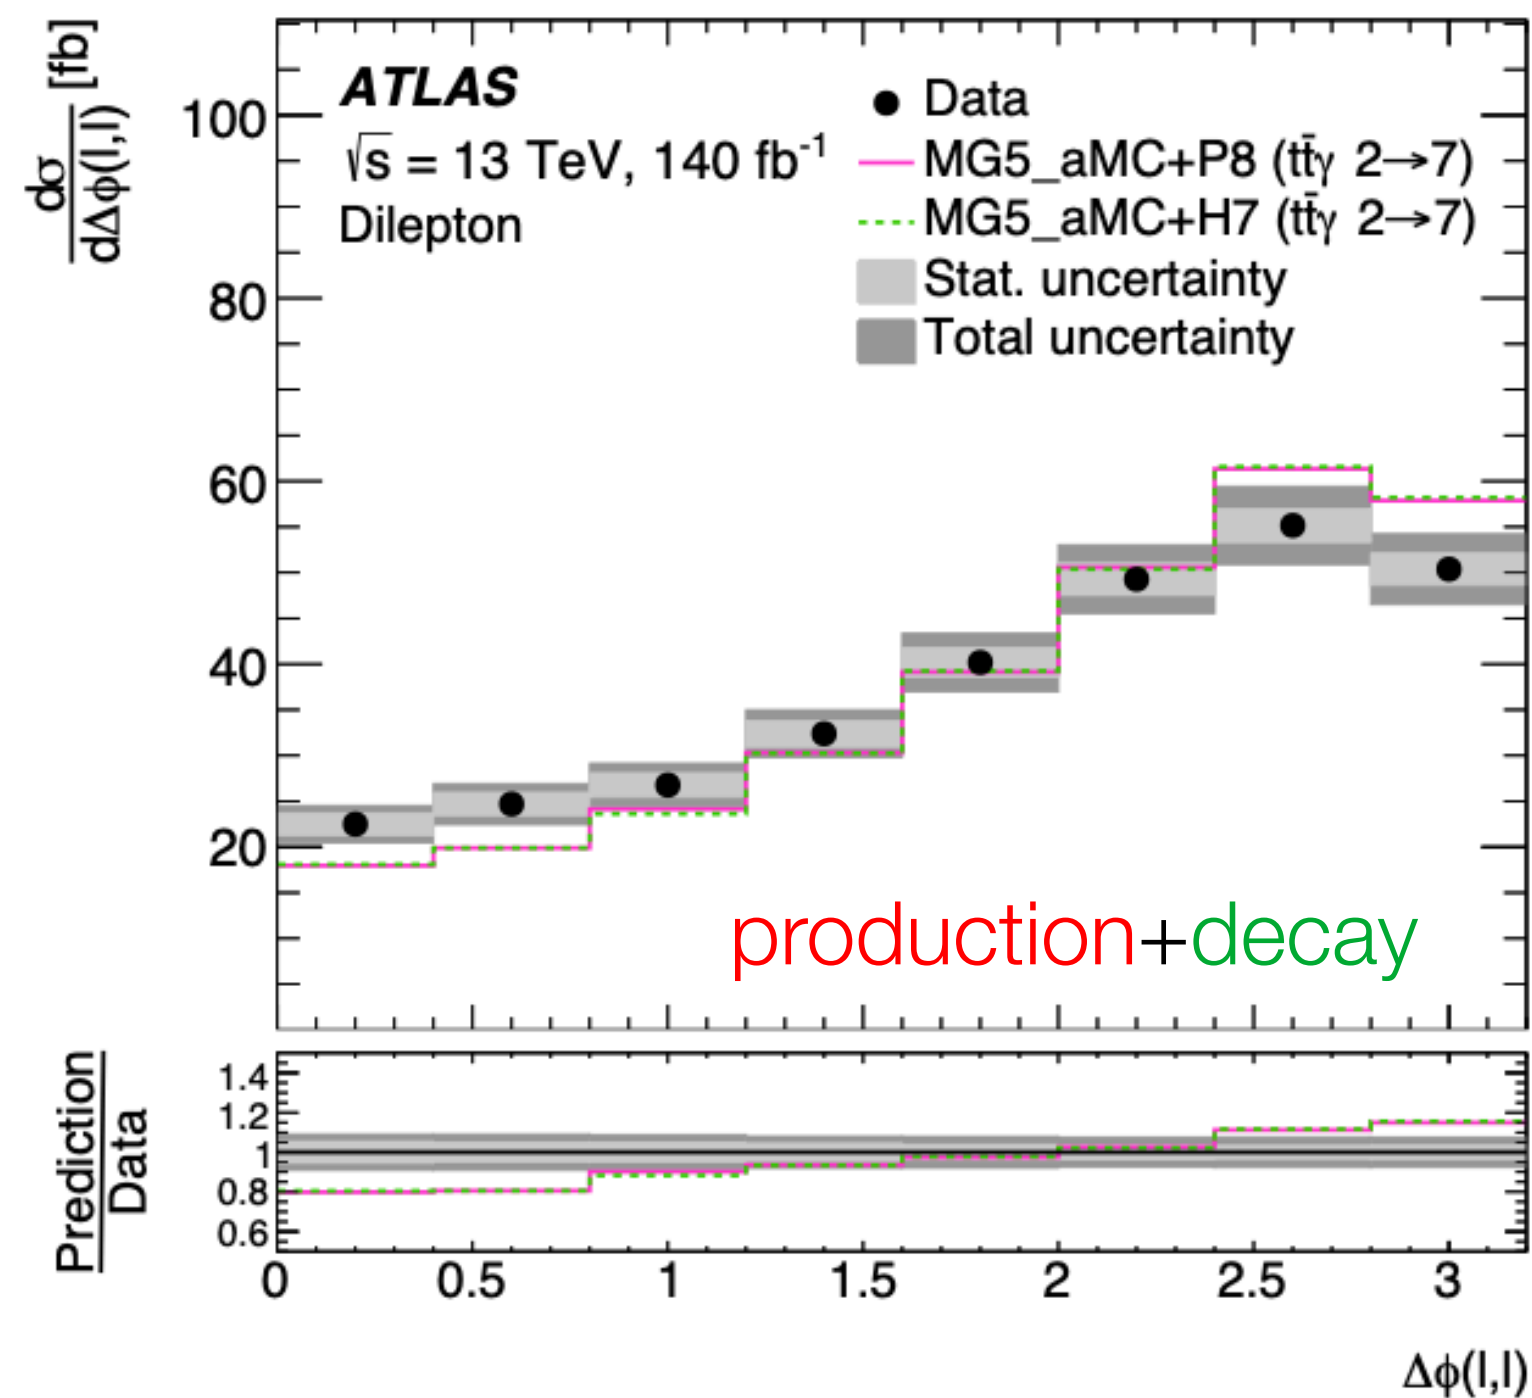 dσ
dΔϕ(l,l)
[fb]
ATLAS
√s = 13 TeV, 140 fb⁻¹
Dilepton
Data
MG5_aMC+P8 (tt̄γ 2→7)
MG5_aMC+H7 (tt̄γ 2→7)
Stat. uncertainty
Total uncertainty
100
80
60
40
20
production+decay
Prediction
Data
1.4
1.2
1
0.8
0.6
0 0.5 1 1.5 2 2.5 3
Δϕ(l,l)